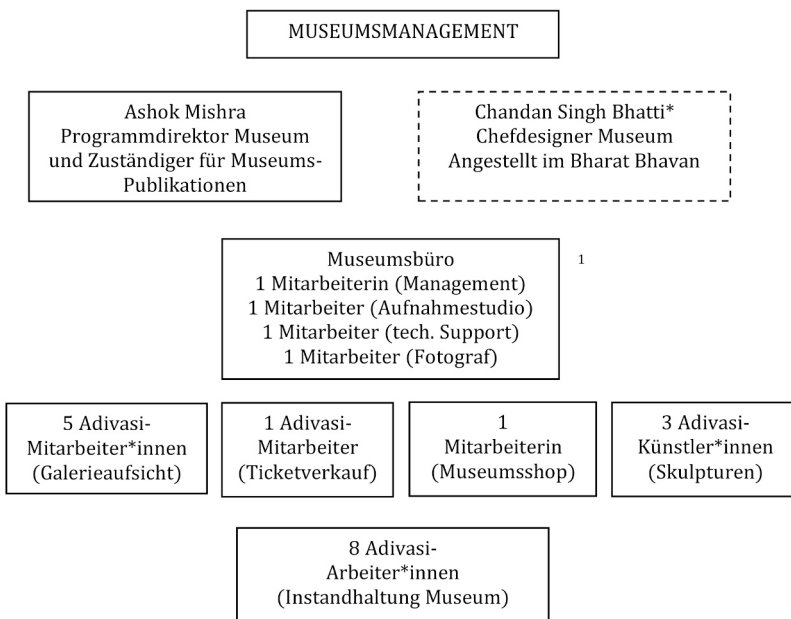 MUSEUMSMANAGEMENT
Ashok Mishra
Programmdirektor Museum
und Zuständiger für Museums-
Publikationen
Chandan Singh Bhatti*
Chefdesigner Museum
Angestellt im Bharat Bhavan
Museumsbüro
1 Mitarbeiterin (Management)
1 Mitarbeiter (Aufnahmestudio)
1 Mitarbeiter (tech. Support)
1 Mitarbeiter (Fotograf)
1
5 Adivasi-
Mitarbeiter*innen
(Galerieaufsicht)
1 Adivasi-
Mitarbeiter
(Ticketverkauf)
1
Mitarbeiterin
(Museumsshop)
3 Adivasi-
Künstler*innen
(Skulpturen)
8 Adivasi-
Arbeiter*innen
(Instandhaltung Museum)